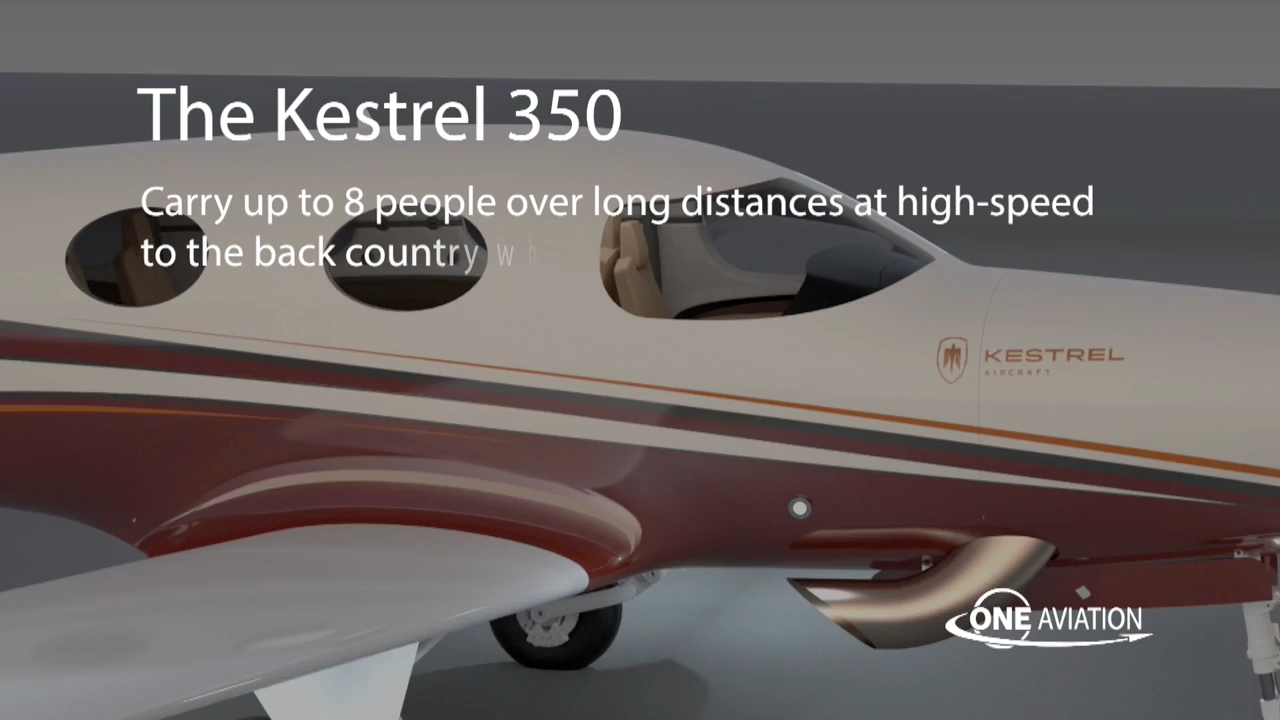 The Kestrel 350
Carry up to 8 people over long distances at high-speed
to the back country
KESTREL
AIRCRAFT
ONE AVIATION